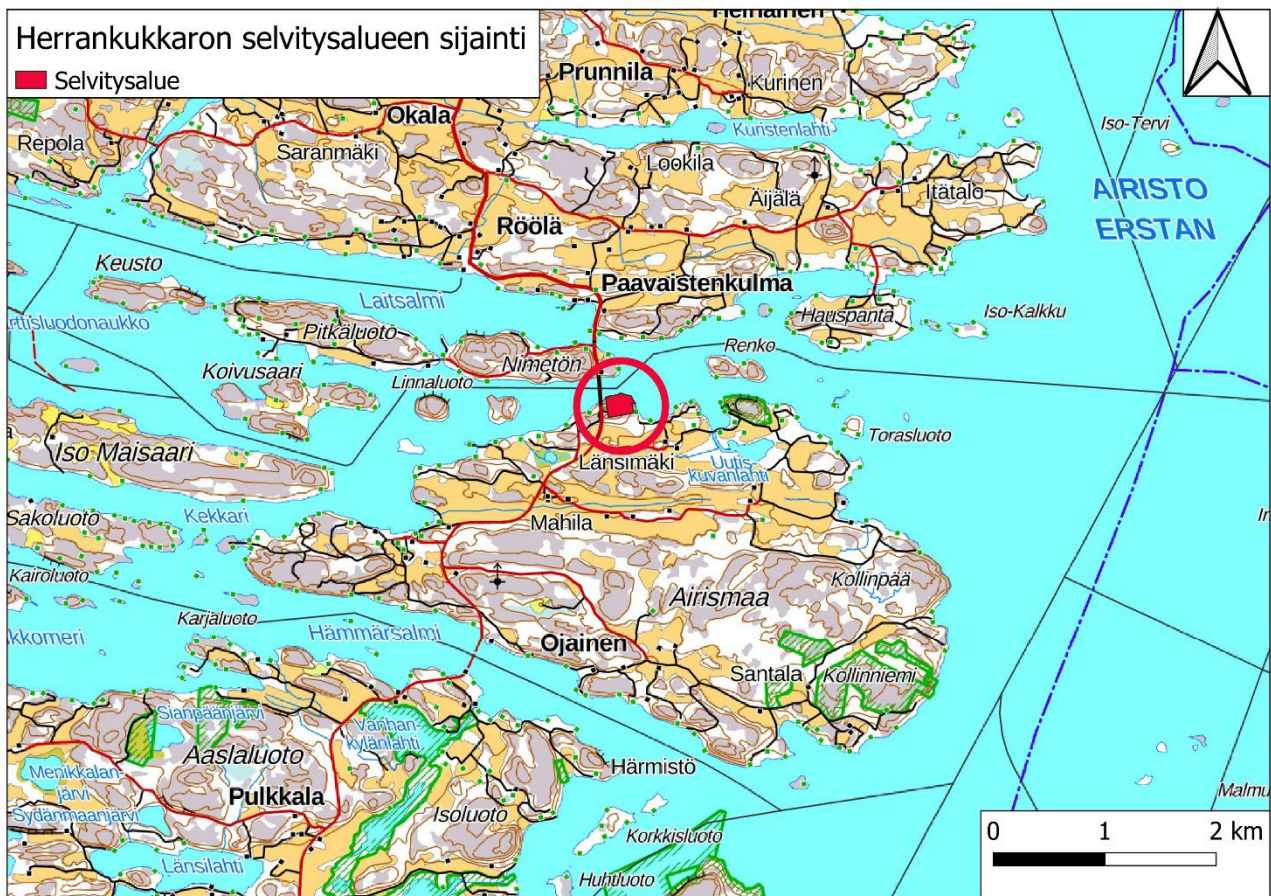 Herrankukkaron selvitysalueen sijainti
Selvitysalue
Prunnila
Kurinen
Okala
Kuristenlahti
Iso-Tervi
Repola
Saranmäki
Lookila
Äijälä
Itätalo
AIRISTO
ERSTAN
Röölä
Keusto
Paavaistenkulma
Laitsalmi
Hauspanta
Iso-Kalkku
Pitkäluoto
Renko
Koivusaari
Nimetön
Linnaluoto
Torasluoto
Iso Maisaari
Länsimäki
Uutis
kuvanlahti
Sakoluoto
Kekkari
Mahila
Kairoluoto
Airismaa
Kollinpää
Karjaluoto
Hämmärsalmi
Ojainen
Santala
Kollinniemi
Sianpäänjärvi
Vanhan-
kylänlahti
Aaslaluoto
Härmistö
Menikkalan-
järvi
Pulkkala
Isoluoto
Sydänmaanjärvi
Korkkisluoto
Länsilahti
Huhtluoto
0 1 2 km